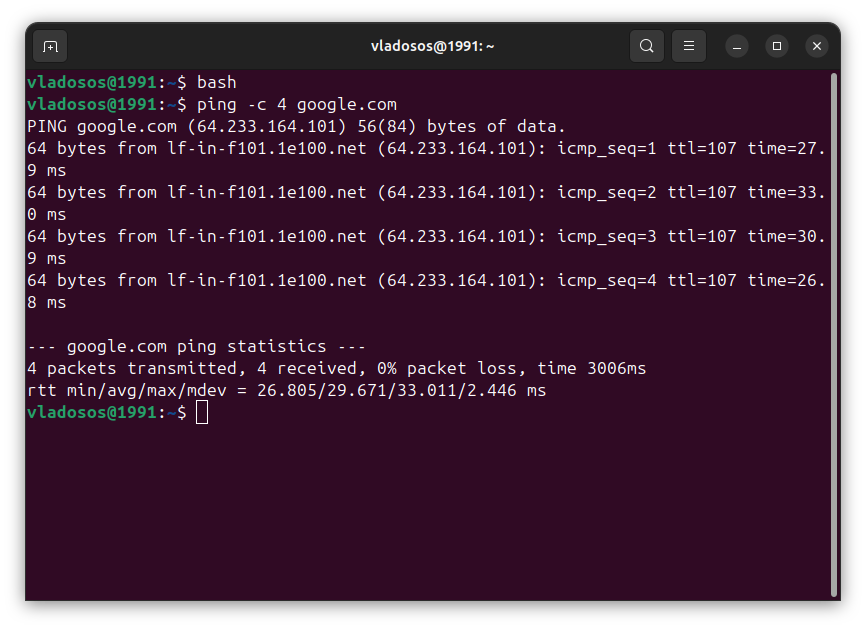 vladosos@1991: ~
vladosos@1991:~$ bash
vladosos@1991:~$ ping -c 4 google.com
PING google.com (64.233.164.101) 56(84) bytes of data.
64 bytes from lf-in-f101.1e100.net (64.233.164.101): icmp_seq=1 ttl=107 time=27.
9 ms
64 bytes from lf-in-f101.1e100.net (64.233.164.101): icmp_seq=2 ttl=107 time=33.
0 ms
64 bytes from lf-in-f101.1e100.net (64.233.164.101): icmp_seq=3 ttl=107 time=30.
9 ms
64 bytes from lf-in-f101.1e100.net (64.233.164.101): icmp_seq=4 ttl=107 time=26.
8 ms
--- google.com ping statistics ---
4 packets transmitted, 4 received, 0% packet loss, time 3006ms
rtt min/avg/max/mdev = 26.805/29.671/33.011/2.446 ms
vladosos@1991:~$